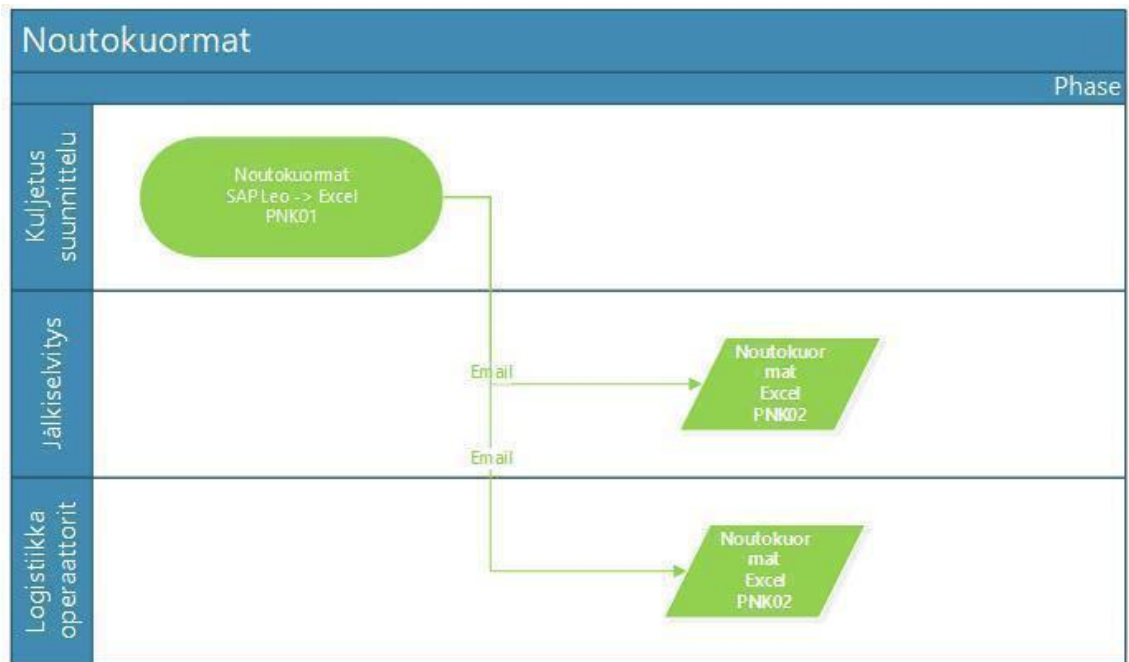 Noutokuormat
Phase
Kuljetus
suunnittelu
Noutokuormat
SAP Leo -> Excel
PNK01
Jälkiselvitys
Email
Noutokuor
mat
Excel
PNK02
Email
Logistiikka
operaattorit
Noutokuor
mat
Excel
PNK02